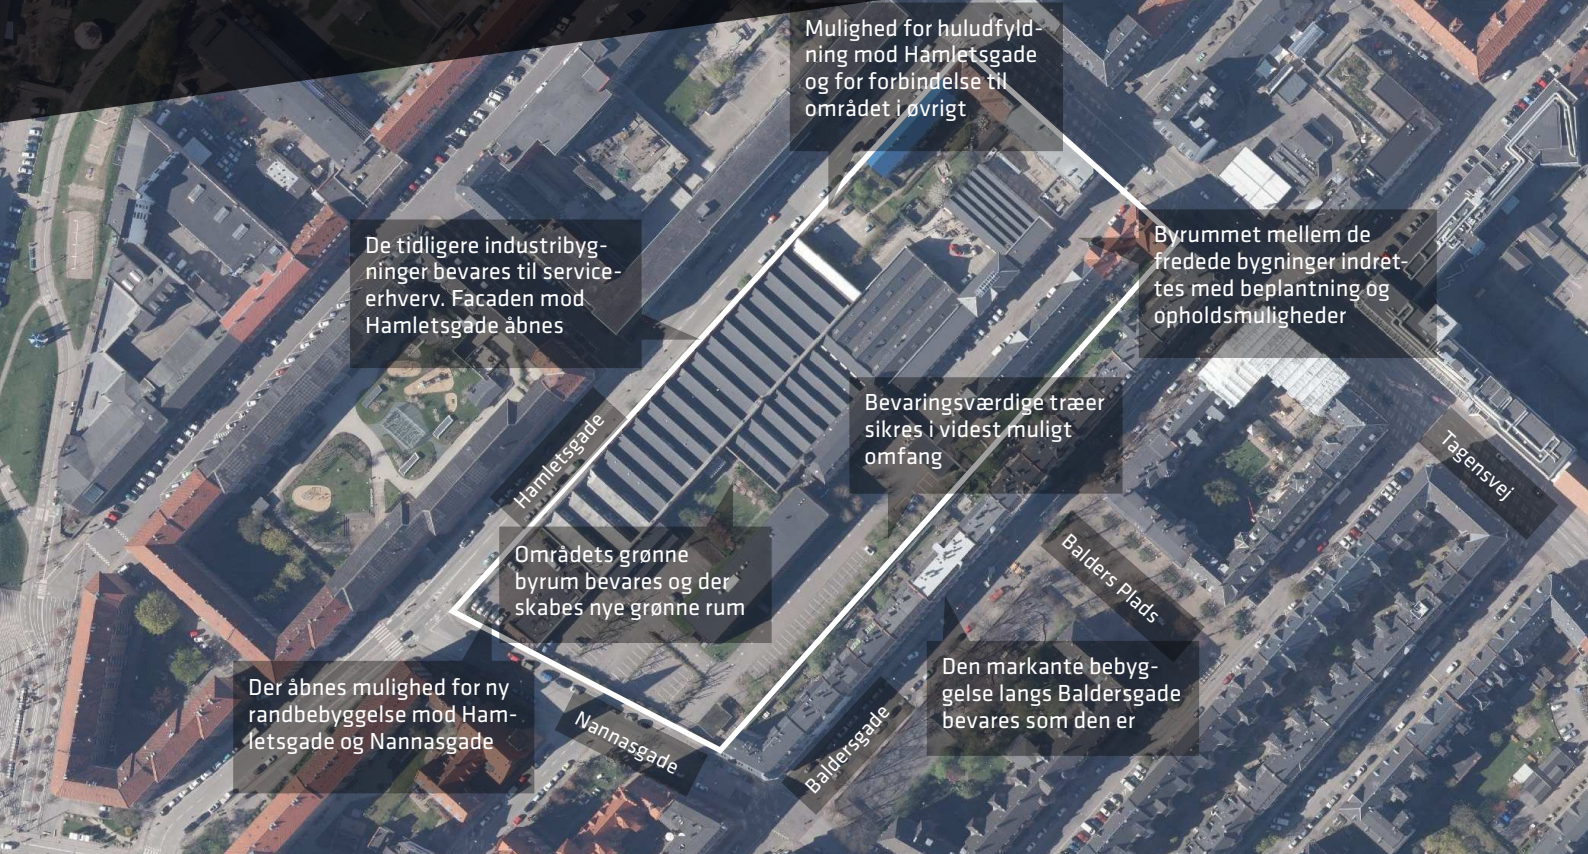 Mulighed for huludfyld-
ning mod Hamletsgade
og for forbindelse til
området i øvrigt
De tidligere industribyg-
ninger bevares til service-
erhverv. Facaden mod
Hamletsgade åbnes
Byrummet mellem de
fredede bygninger indret-
tes med beplantning og
opholdsmuligheder
Bevaringsværdige træer
sikres i videst muligt
omfang
Hamletsgade
Tagensvej
Områdets grønne
byrum bevares og der
skabes nye grønne rum
Balders Plads
Der åbnes mulighed for ny
randbebyggelse mod Ham-
letsgade og Nannasgade
Den markante bebyg-
gelse langs Baldersgade
bevares som den er
Nannasgade
Baldersgade